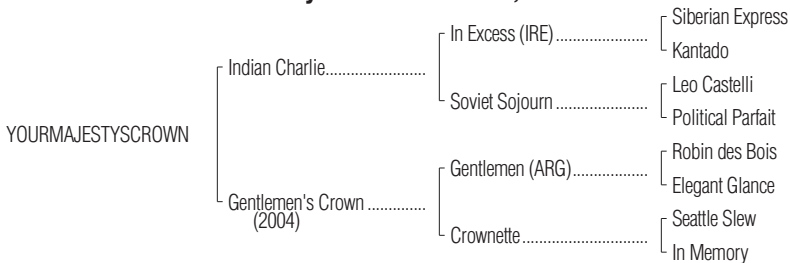 Siberian Express
In Excess (IRE)......................
Kantado
Indian Charlie........................
Leo Castelli
Soviet Sojourn ......................
Political Parfait
YOURMAJESTYSCROWN
Robin des Bois
Gentlemen (ARG)..................
Elegant Glance
Gentlemen's Crown ..............
(2004)
Seattle Slew
Crownette..............................
In Memory